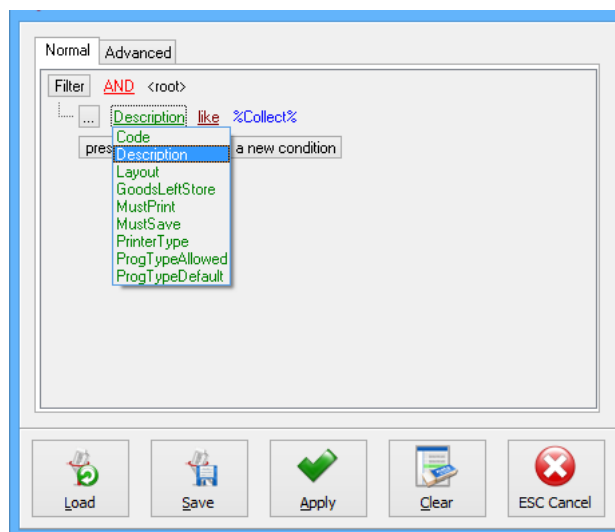 Normal Advanced
Filter AND <root>
... Description like %Collect%
Code
pres a new condition
Description
Layout
GoodsLeftStore
MustPrint
MustSave
PrinterType
ProgTypeAllowed
ProgTypeDefault
Load Save Apply Clear ESC Cancel